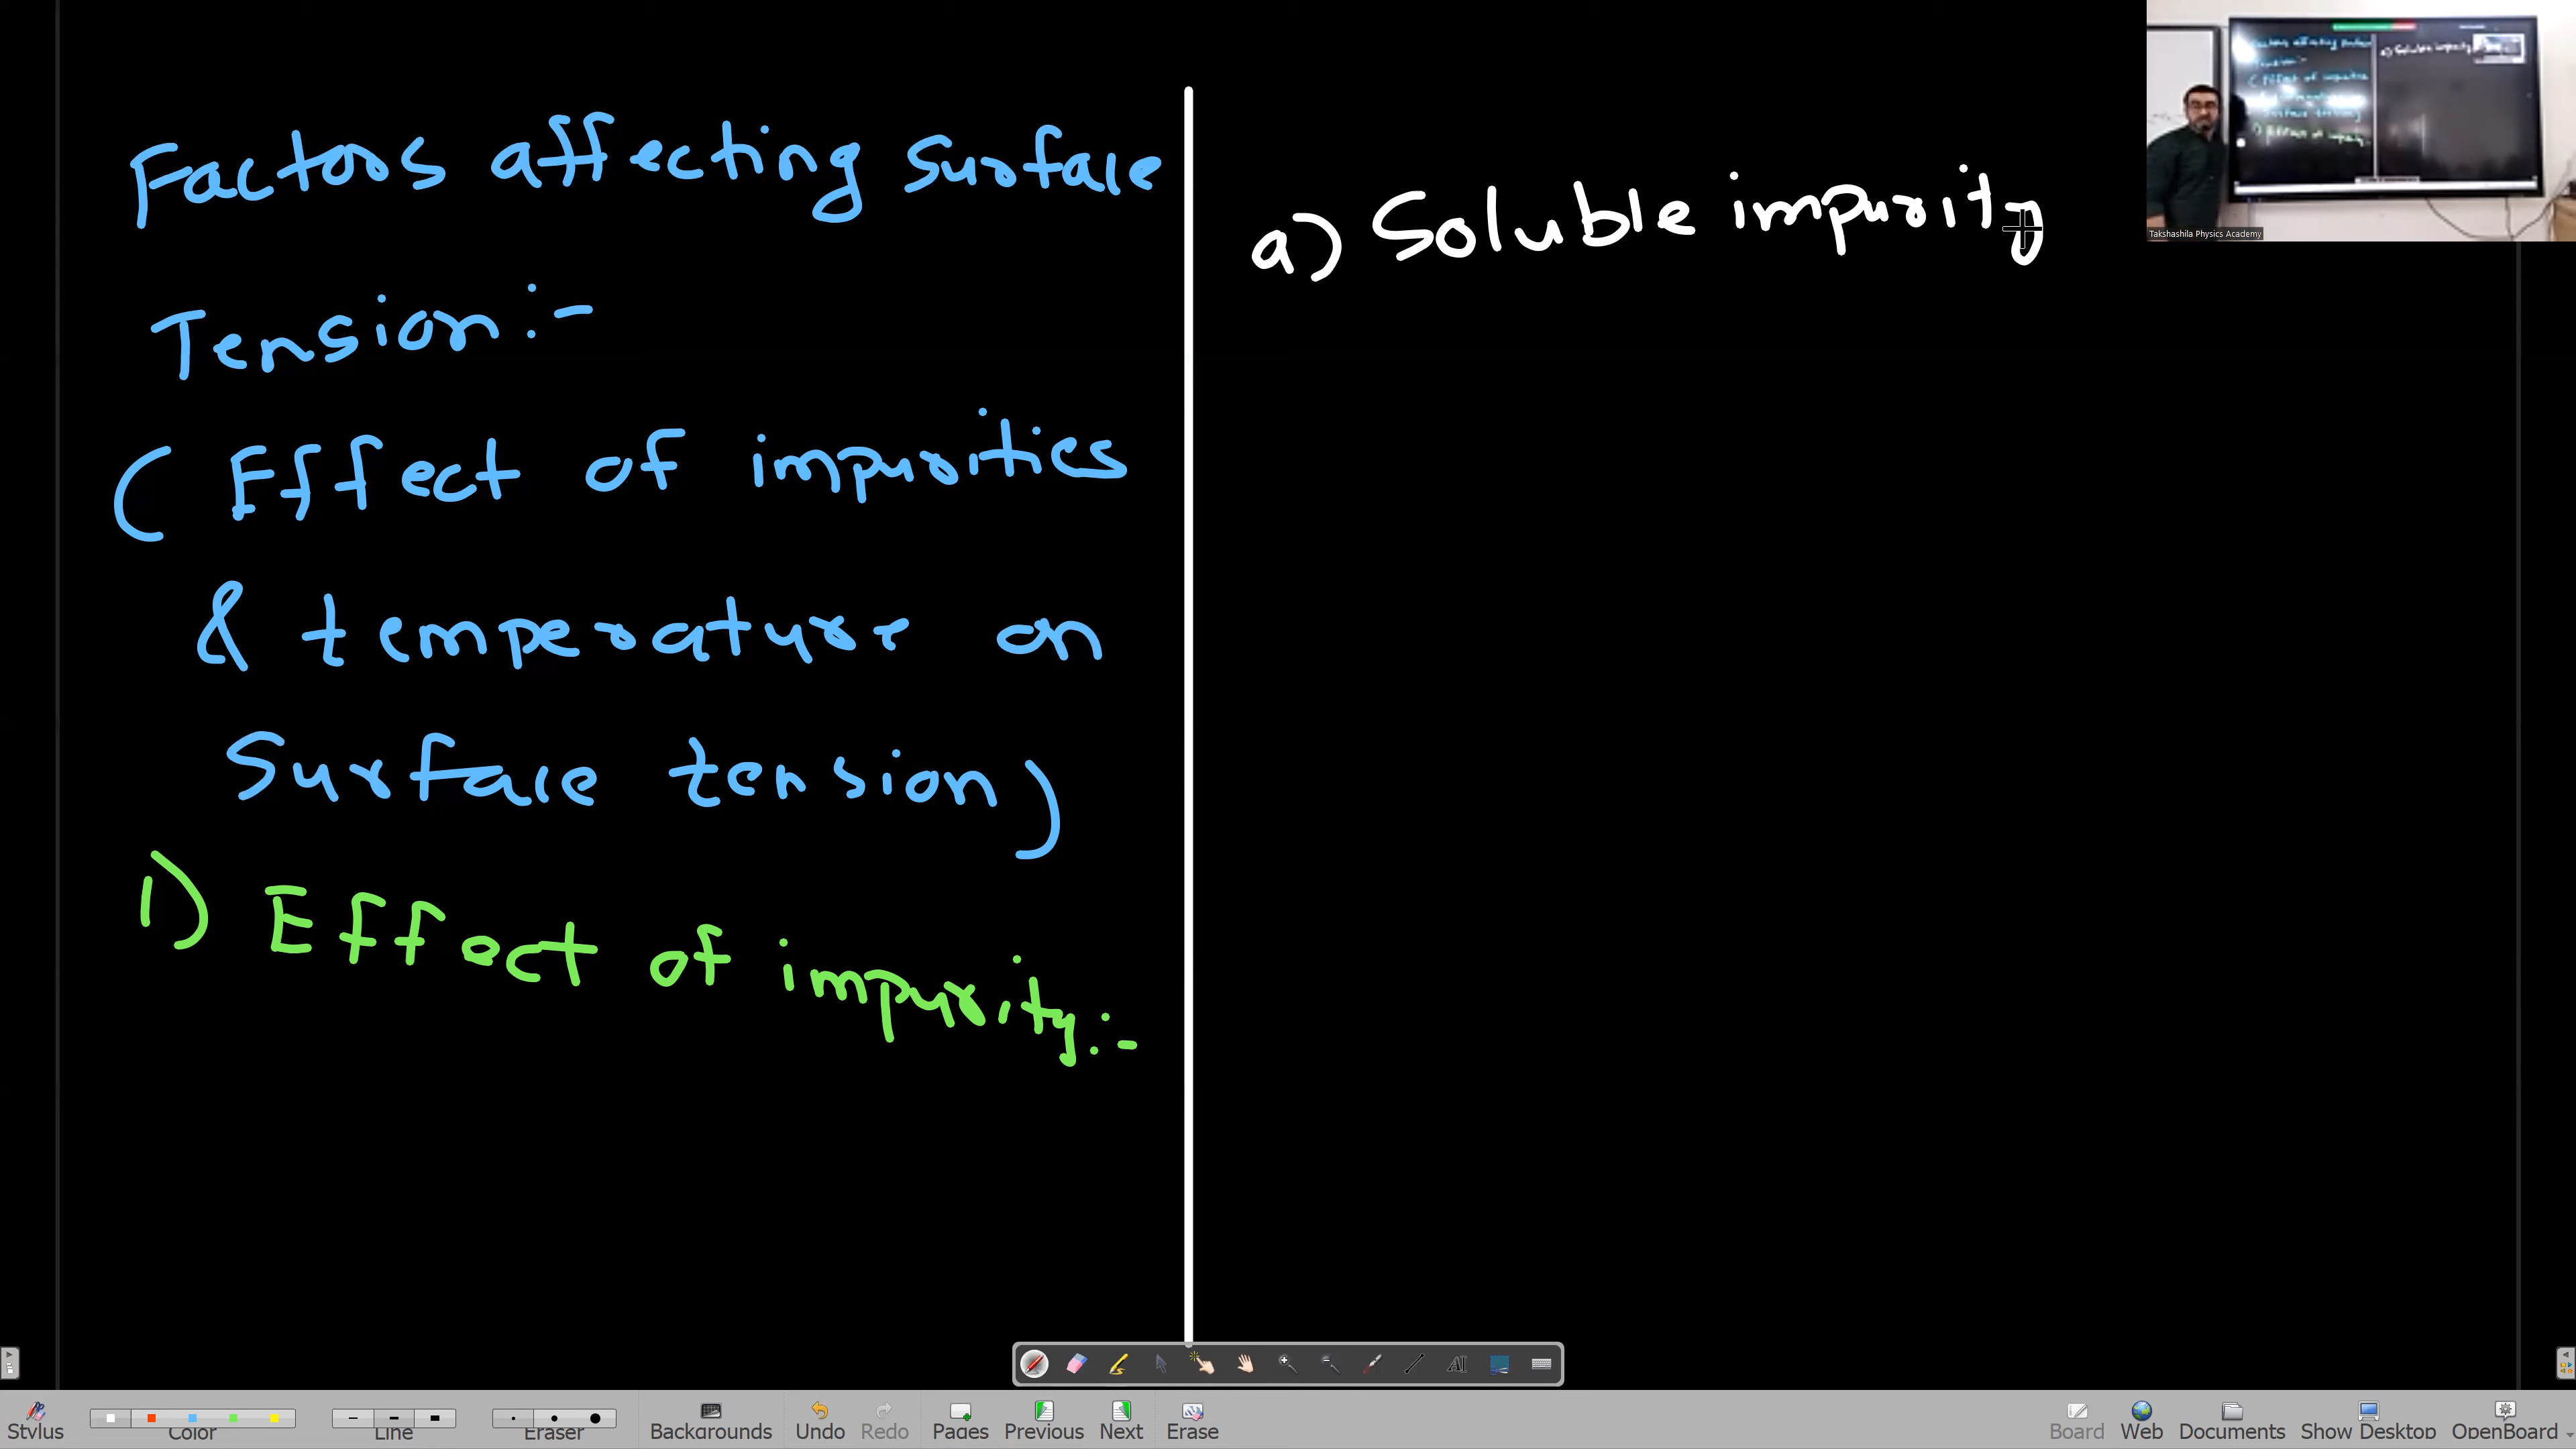 Factors affecting surface
Tension:-
( Effect of impurities
& temperature on
Surface tension)
1) Effect of impurity:-
a) Soluble impurity
Takshashila Physics Academy
Stylus
Color
Line
Eraser
Backgrounds
Undo
Redo
Pages
Previous
Next
Erase
Board
Web
Documents
Show Desktop
OpenBoard